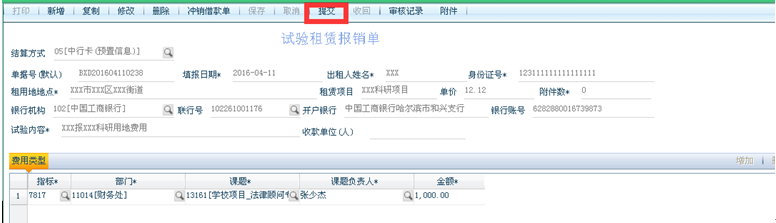 打印 新增 复制 修改 删除 冲销借款单 保存 取消 提交 收回 审核记录 附件
试验租赁报销单
结算方式 05[中行卡(预置信息)]
单据号(默认) BXD201604110238 填报日期* 2016-04-11 出租人姓名* XXX 身份证号* 123111111111111111
租用地地点* XXX市XXX区XXX街道 租赁项目 XXX科研项目 单价 12.12 附件数* 0
银行机构 102[中国工商银行] 联行号 102261001176 开户银行 中国工商银行哈尔滨市和兴支行 银行账号 6282880016739873
试验内容* XXX报XXX科研用地费用 收款单位(人)
费用类型 增加
指标* 部门* 课题* 课题负责人* 金额*
1 7817 11014[财务处] 13161[学校项目_法律顾问 张少杰 1,000.00